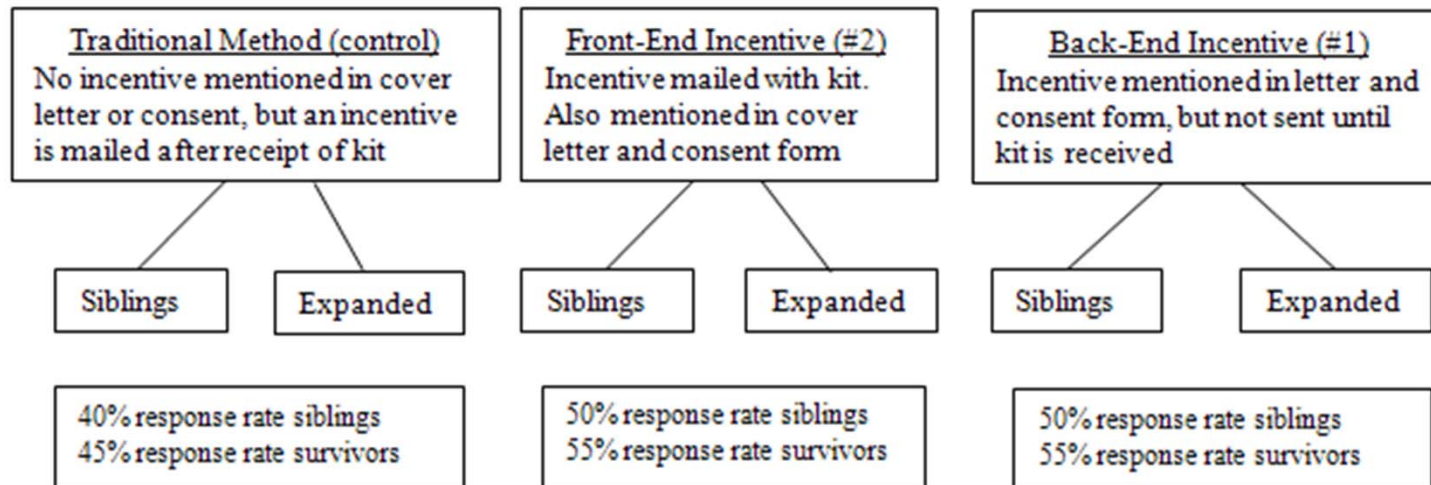 Traditional Method (control)
No incentive mentioned in cover
letter or consent, but an incentive
is mailed after receipt of kit
Front-End Incentive (#2)
Incentive mailed with kit.
Also mentioned in cover
letter and consent form
Back-End Incentive (#1)
Incentive mentioned in letter and
consent form, but not sent until
kit is received
Siblings
Expanded
Siblings
Expanded
Siblings
Expanded
40% response rate siblings
45% response rate survivors
50% response rate siblings
55% response rate survivors
50% response rate siblings
55% response rate survivors